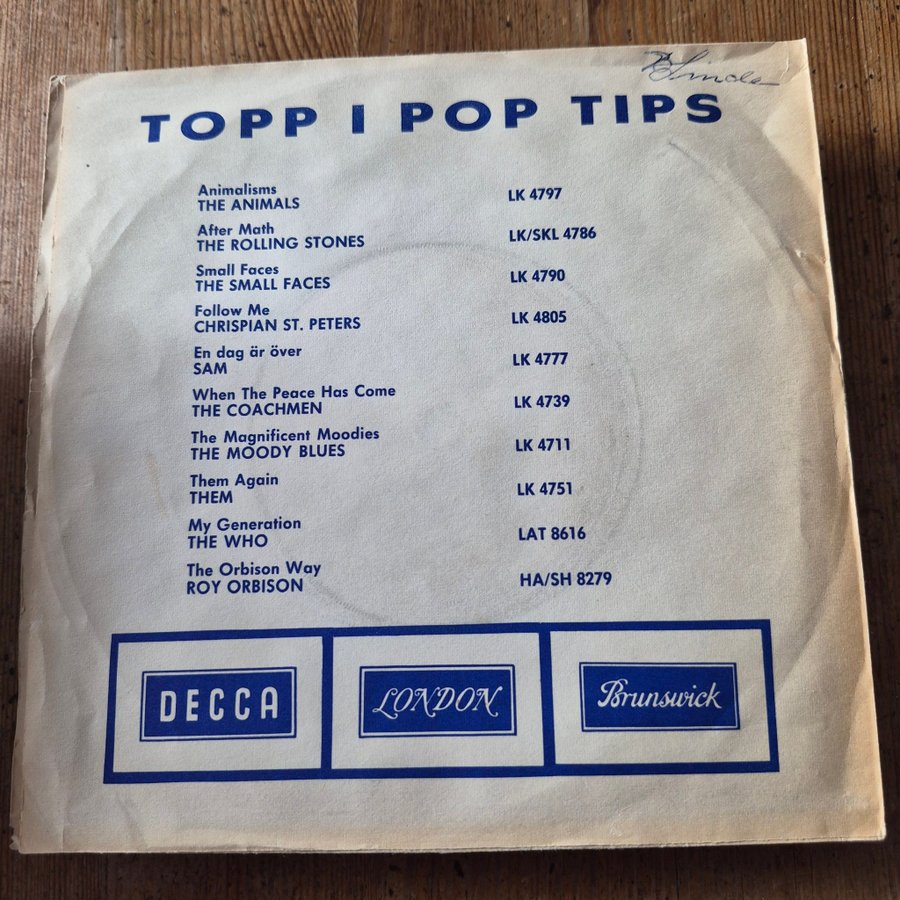 TOPP I POP TIPS
Animalisms
THE ANIMALS LK 4797
After Math
THE ROLLING STONES LK/SKL 4786
Small Faces
THE SMALL FACES LK 4790
Follow Me
CHRISPIAN ST. PETERS LK 4805
En dag är över
SAM LK 4777
When The Peace Has Come
THE COACHMEN LK 4739
The Magnificent Moodies
THE MOODY BLUES LK 4711
Them Again
THEM LK 4751
My Generation
THE WHO LAT 8616
The Orbison Way
ROY ORBISON HA/SH 8279
DECCA LONDON Brunswick